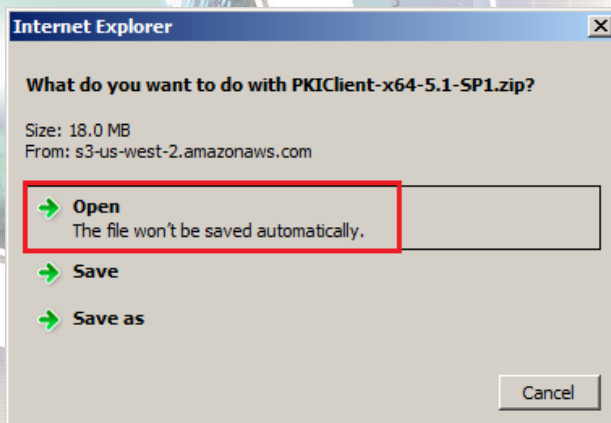 Internet Explorer
What do you want to do with PKIClient-x64-5.1-SP1.zip?
Size: 18.0 MB
From: s3-us-west-2.amazonaws.com
Open
The file won't be saved automatically.
Save
Save as
Cancel